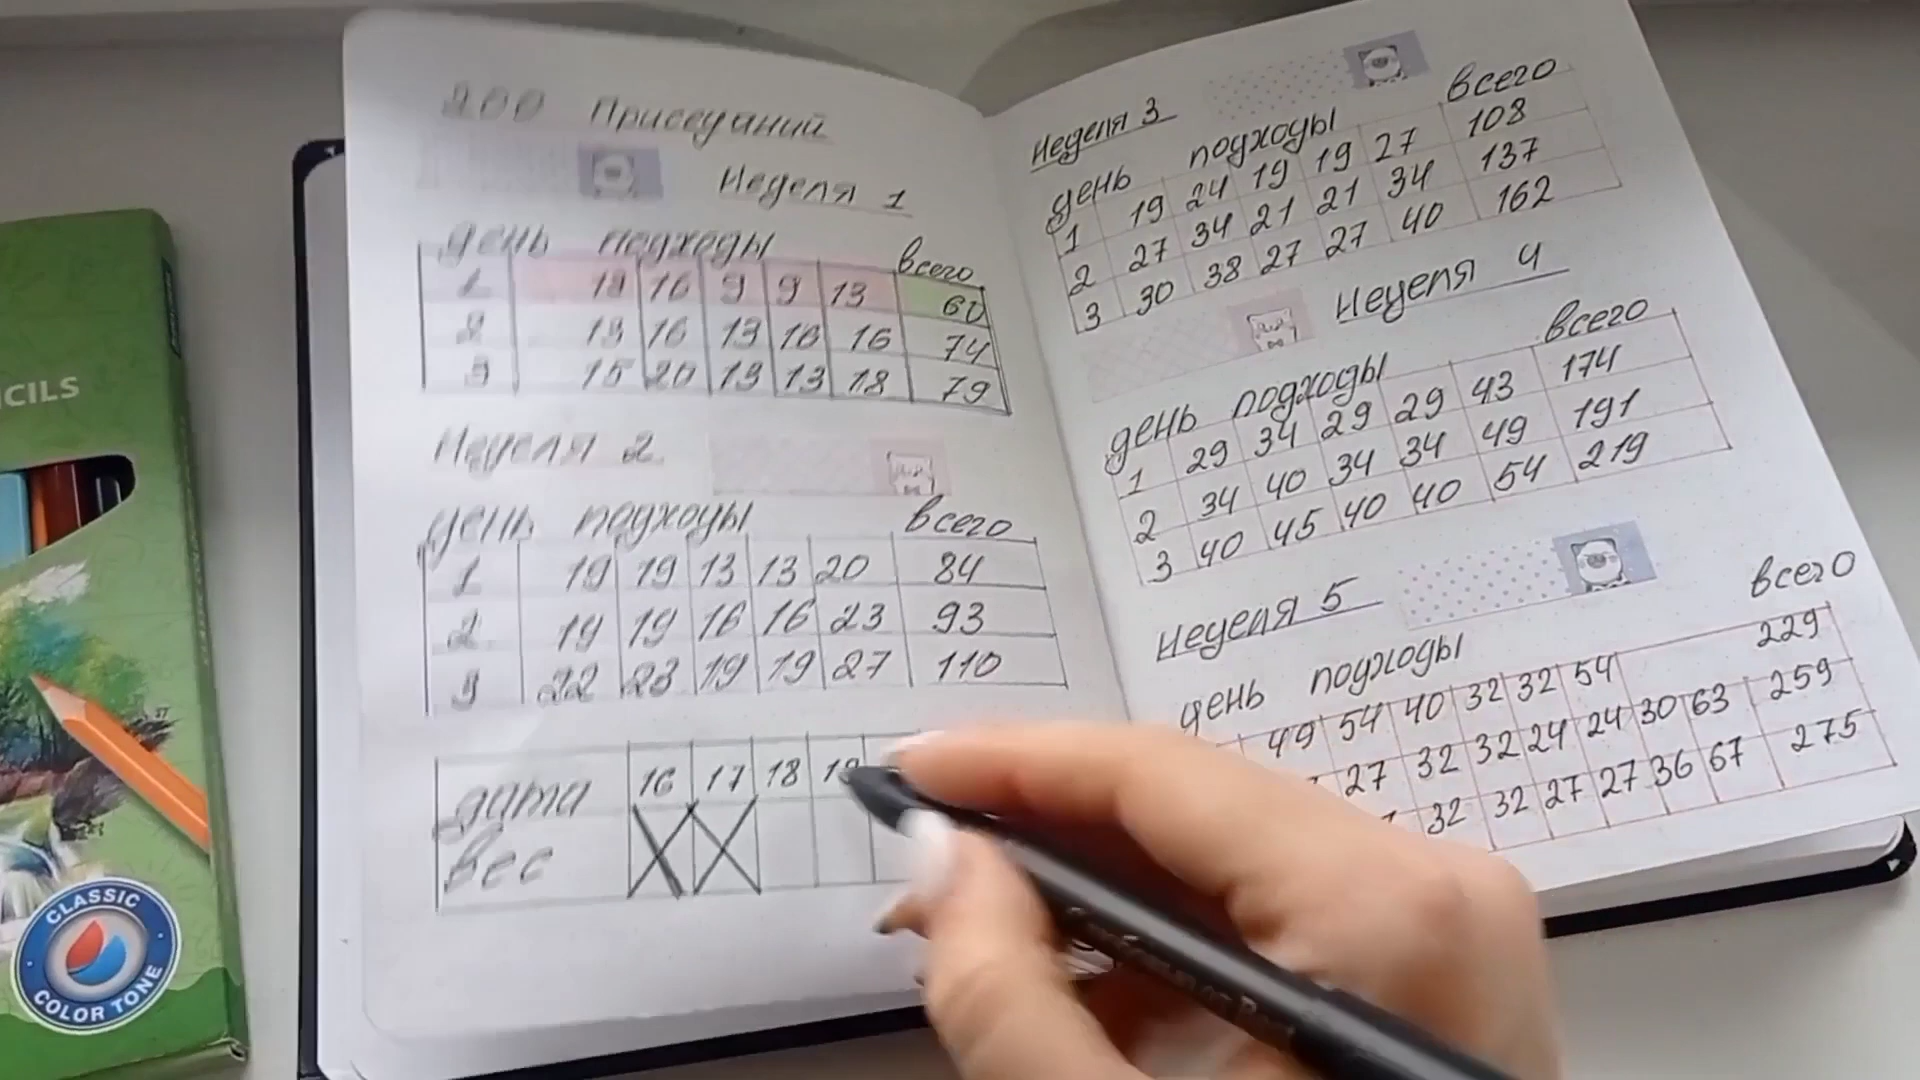 200 Приседаний
Неделя 1
день подходы всего
1 13 16 9 9 13 60
2 13 16 13 16 16 74
3 15 20 13 13 18 79
Неделя 2
день подходы всего
1 19 19 13 13 20 84
2 19 19 16 16 23 93
3 22 23 19 19 27 110
дата 16 17 18 19
вес X X
Неделя 3
день подходы всего
1 19 24 19 19 27 108
2 27 34 21 21 34 137
3 30 38 27 27 40 162
Неделя 4
день подходы всего
1 29 34 29 29 43 174
2 34 40 34 34 49 191
3 40 45 40 40 54 219
Неделя 5
день подходы всего
49 54 40 32 32 54 229
27 32 32 24 24 30 63 259
32 32 27 27 36 67 275
CILS
CLASSIC
COLOR TONE